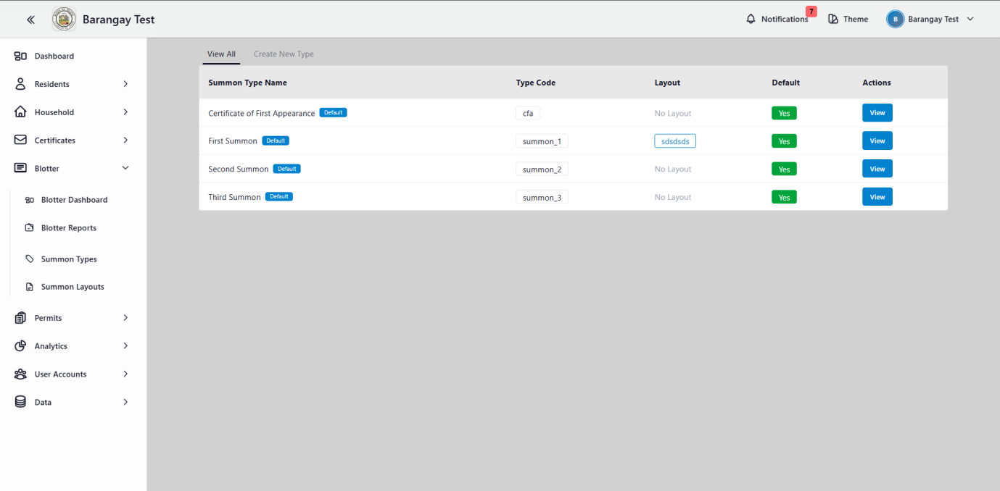 Barangay Test
Notifications 7
Theme
B Barangay Test
Dashboard
Residents
Household
Certificates
Blotter
Blotter Dashboard
Blotter Reports
Summon Types
Summon Layouts
Permits
Analytics
User Accounts
Data
View All Create New Type
Summon Type Name Type Code Layout Default Actions
Certificate of First Appearance Default cfa No Layout Yes View
First Summon Default summon_1 sdsdsds Yes View
Second Summon Default summon_2 No Layout Yes View
Third Summon Default summon_3 No Layout Yes View